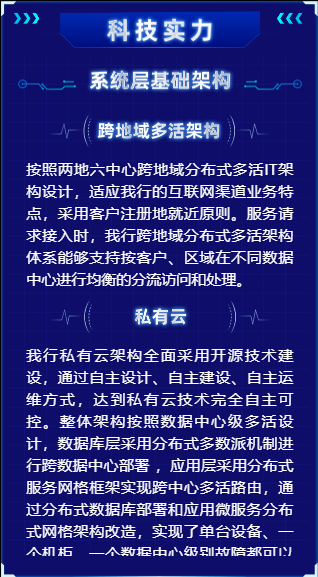 科技实力
系统层基础架构
跨地域多活架构
按照两地六中心跨地域分布式多活IT架
构设计，适应我行的互联网渠道业务特
点，采用客户注册地就近原则。服务请
求接入时，我行跨地域分布式多活架构
体系能够支持按客户、区域在不同数据
中心进行均衡的分流访问和处理。
私有云
我行私有云架构全面采用开源技术建
设，通过自主设计、自主建设、自主运
维方式，达到私有云技术完全自主可
控。整体架构按照数据中心级多活设
计，数据库层采用分布式多数派机制进
行跨数据中心部署 ，应用层采用分布式
服务网格框架实现跨中心多活路由，通
过分布式数据库部署和应用微服务分布
式网格架构改造，实现了单台设备、一
个机柜、一个数据中心级别故障都可以